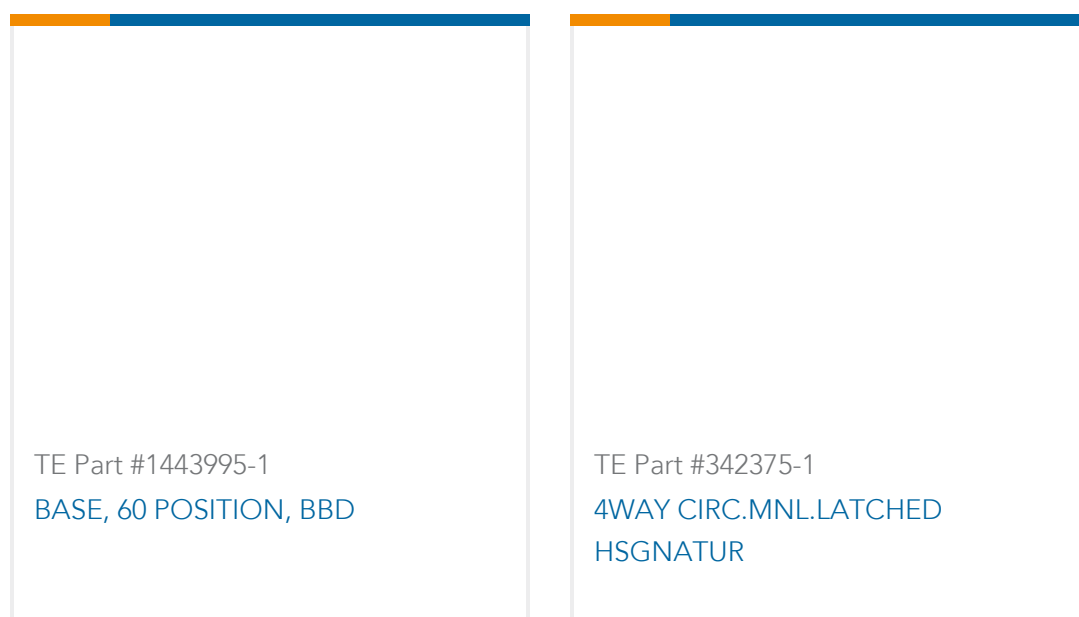 TE Part #1443995-1
BASE, 60 POSITION, BBD
TE Part #342375-1
4WAY CIRC.MNL.LATCHED
HSGNATUR